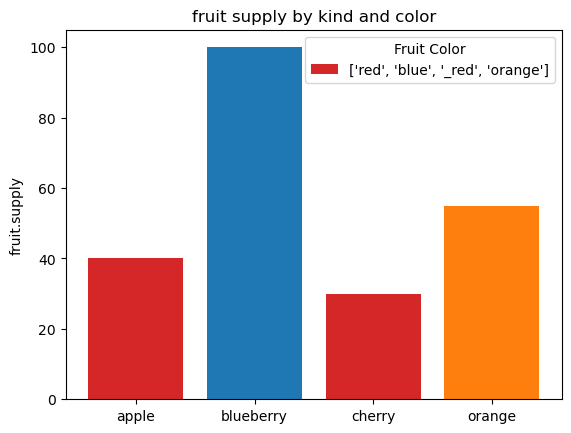 fruit supply by kind and color
Fruit Color
['red', 'blue', '_red', 'orange']
fruit.supply
100
80
60
40
20
0
apple blueberry cherry orange